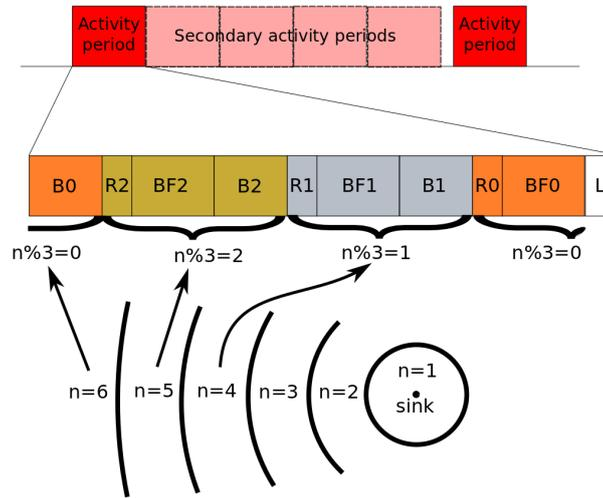 Activity
period
Secondary activity periods
Activity
period
B0 R2 BF2 B2 R1 BF1 B1 R0 BF0 L
n%3=0 n%3=2 n%3=1 n%3=0
n=6 n=5 n=4 n=3 n=2 n=1
sink